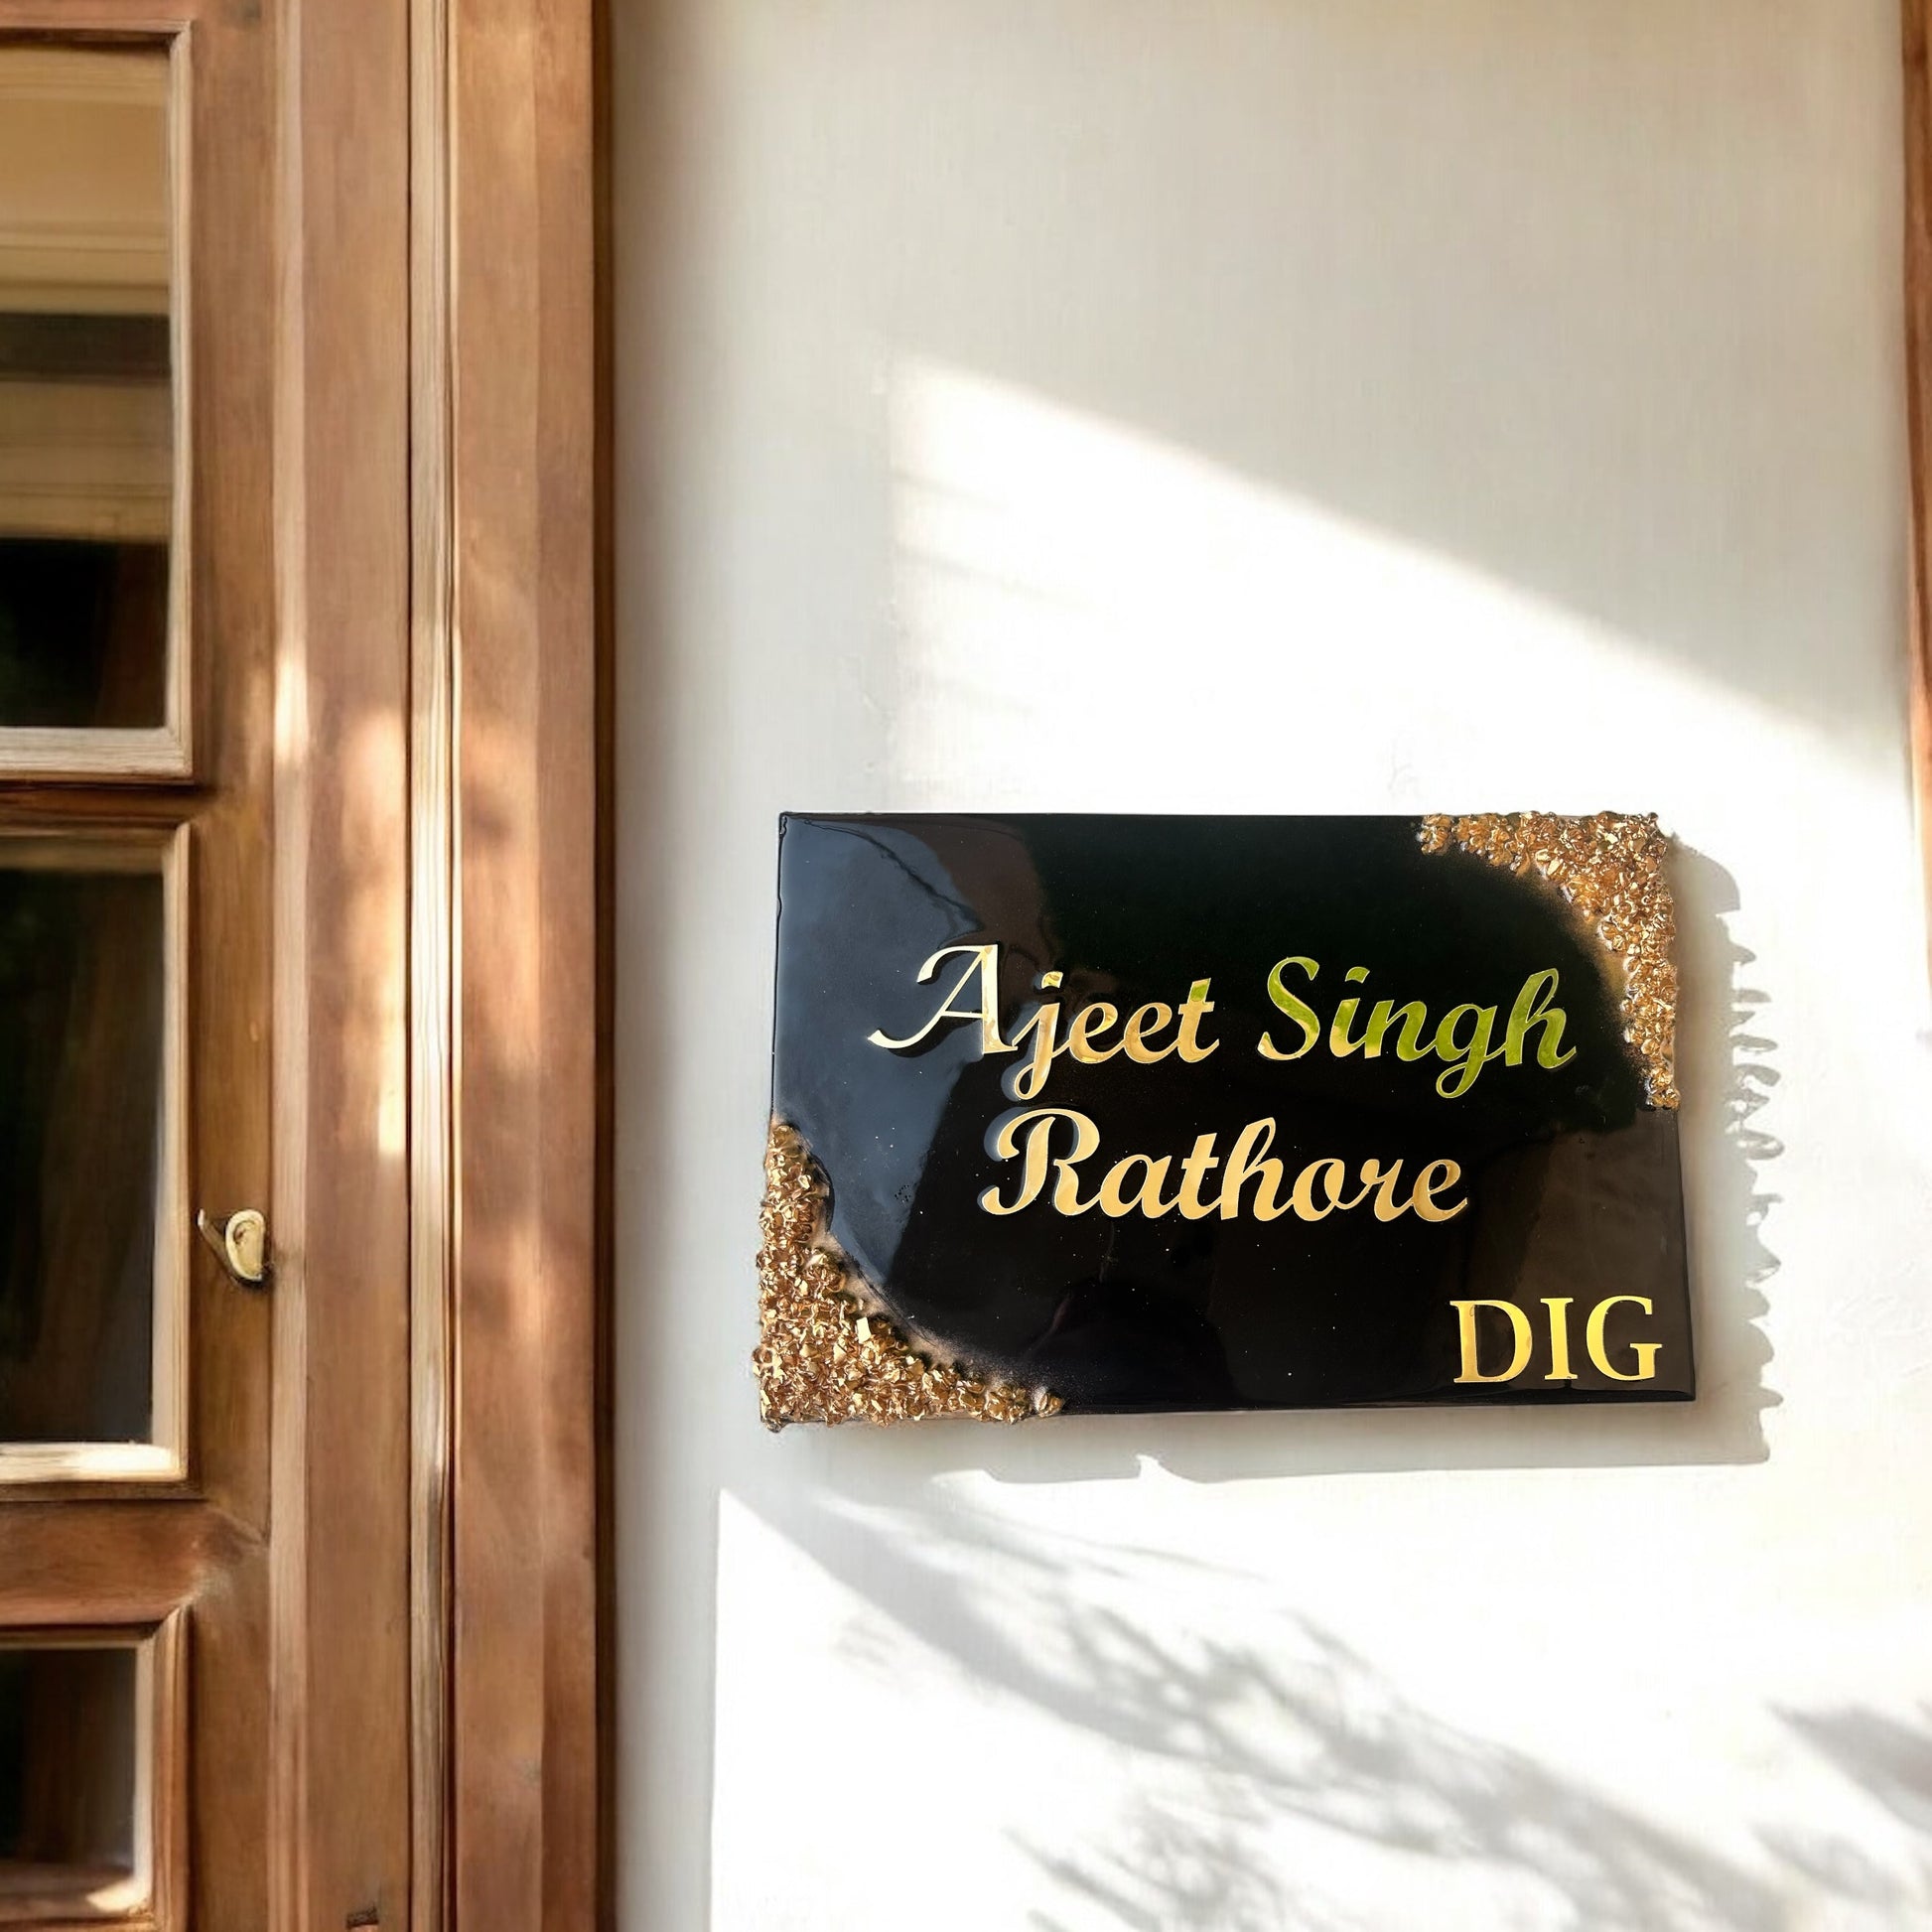 Ajeet Singh
Rathore
DIG